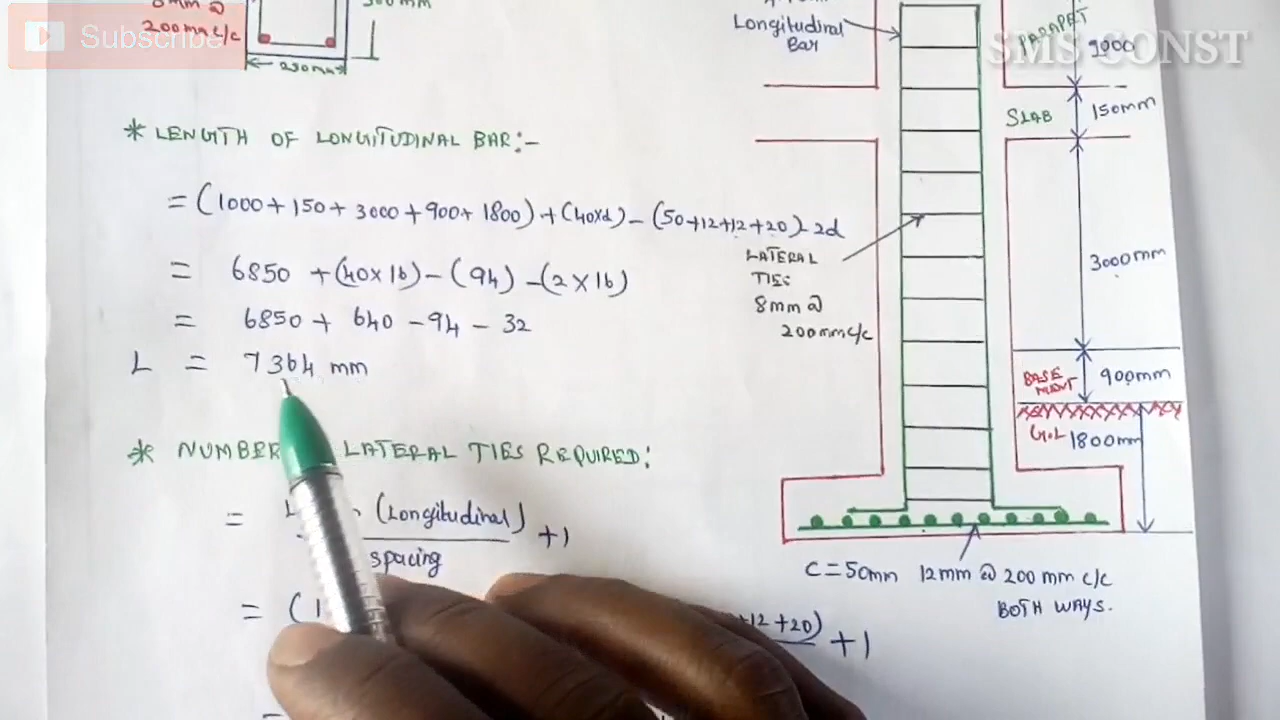 Subscribe
SMS CONST
200mm c/c
Longitudinal
Bar
PARAPET
SLAB
150mm
* LENGTH OF LONGITUDINAL BAR:-
= (1000+150+3000+900+1800)+(40xd)-(50+12+12+20)-2d
= 6850 +(40x16)-(94)-(2x16)
= 6850+ 640 -94 - 32
L = 7364 mm
LATERAL
TIES
8mm @
200mm c/c
3000mm
BASE
MENT
900mm
G.L
1800mm
* NUMBER LATERAL TIES REQUIRED:
= (Longitudinal)
spacing
+1
= (1
+12+20)
+1
C=50mm 12mm @ 200 mm c/c
BOTH WAYS.